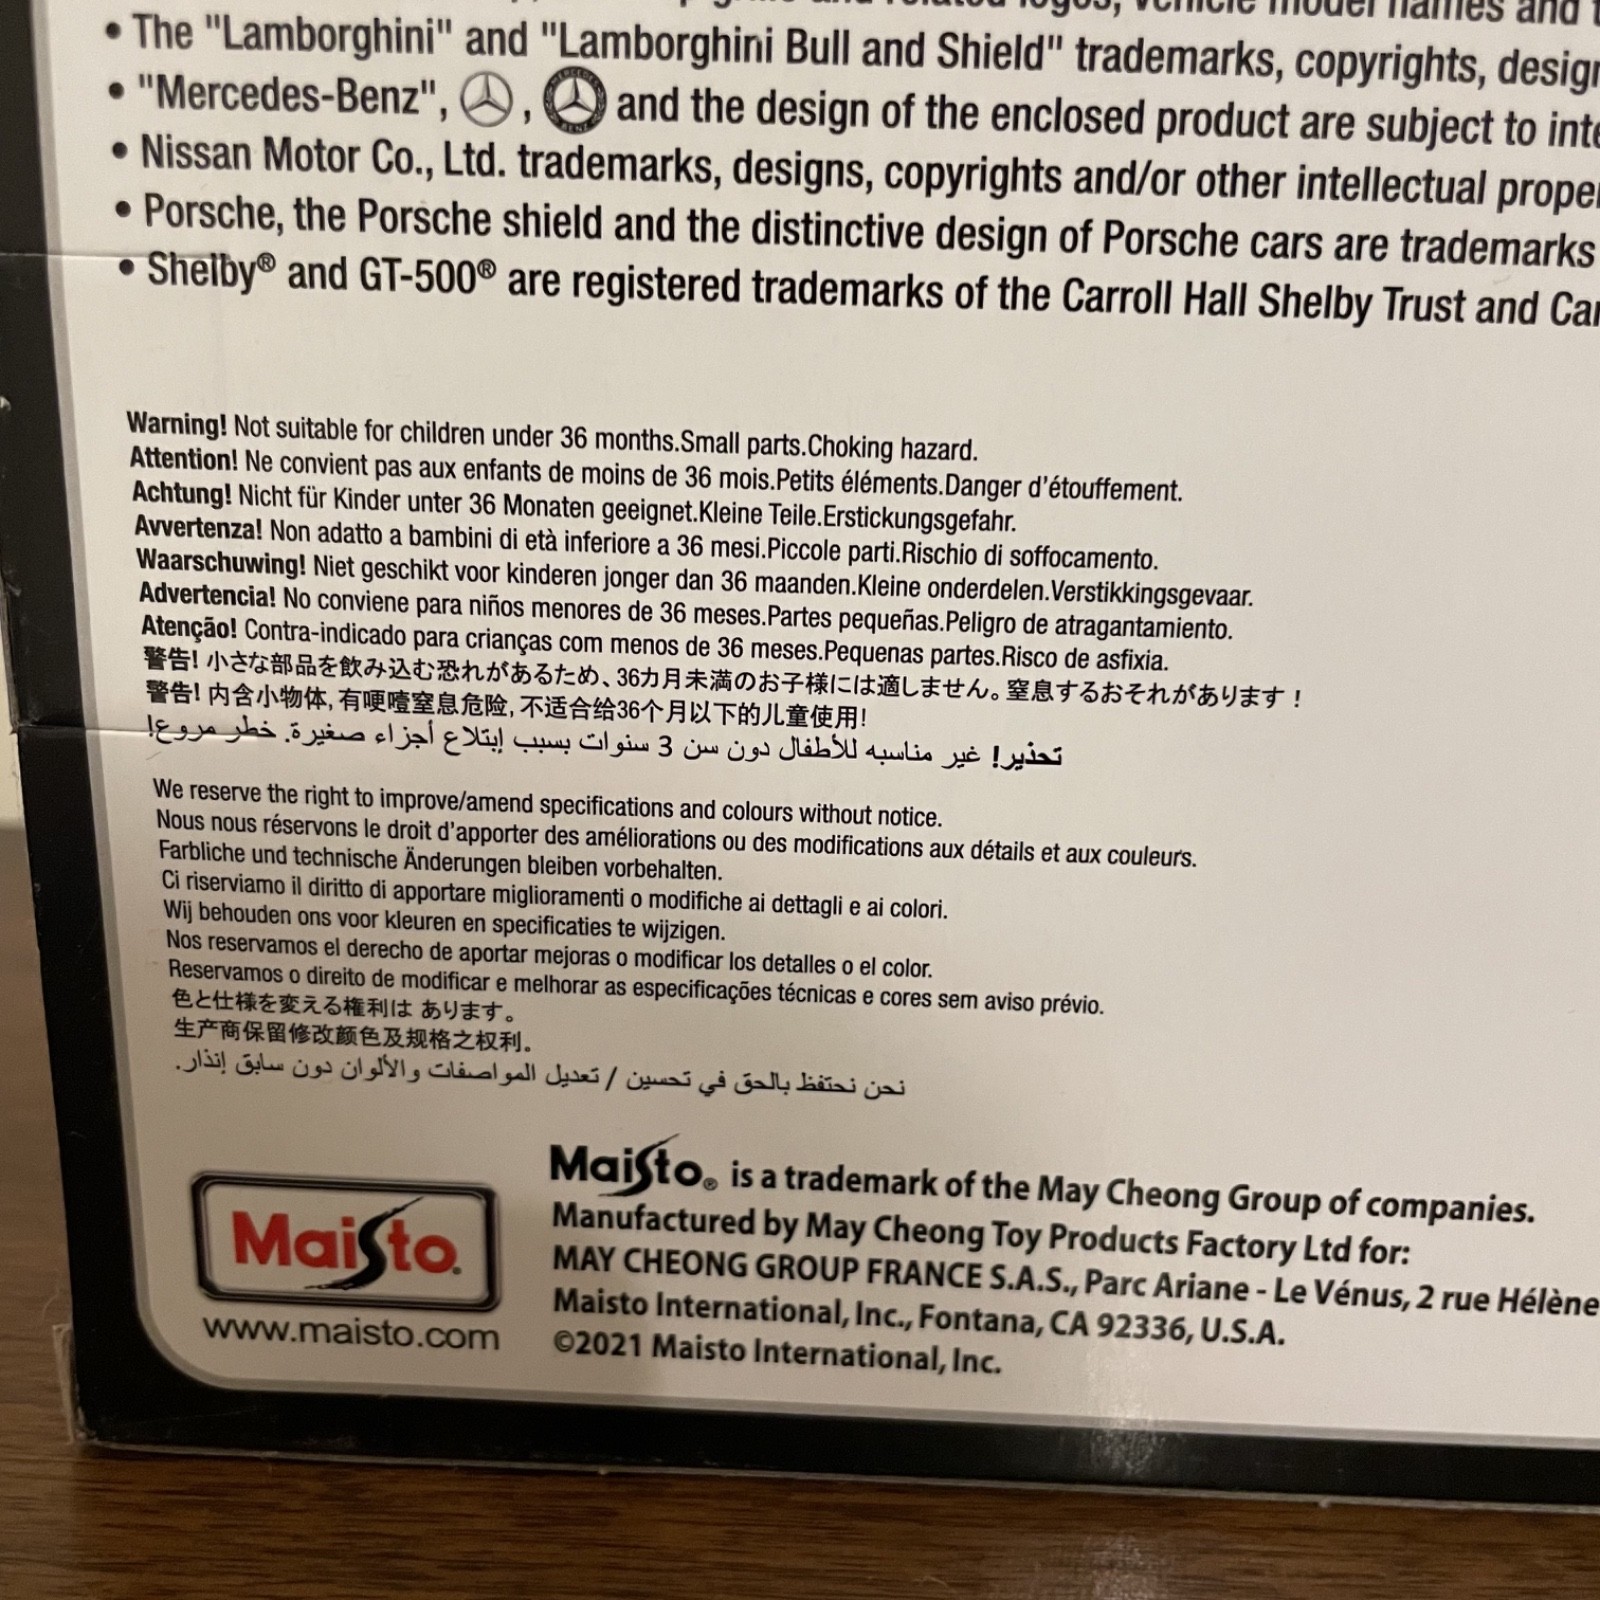 logos, vehicle model names and
• The "Lamborghini" and "Lamborghini Bull and Shield" trademarks, copyrights,
• "Mercedes-Benz", , and the design of the enclosed product are subject to
• Nissan Motor Co., Ltd. trademarks, designs, copyrights and/or other intellectual
• Porsche, the Porsche shield and the distinctive design of Porsche cars are trademarks
• Shelby® and GT-500® are registered trademarks of the Carroll Hall Shelby Trust and
Warning! Not suitable for children under 36 months.Small parts.Choking hazard.
Attention! Ne convient pas aux enfants de moins de 36 mois.Petits éléments.Danger d'étouffement.
Achtung! Nicht für Kinder unter 36 Monaten geeignet.Kleine Teile.Erstickungsgefahr.
Avvertenza! Non adatto a bambini di età inferiore a 36 mesi.Piccole parti.Rischio di soffocamento.
Waarschuwing! Niet geschikt voor kinderen jonger dan 36 maanden.Kleine onderdelen.Verstikkingsgevaar.
Advertencia! No conviene para niños menores de 36 meses.Partes pequeñas.Peligro de atragantamiento.
Atenção! Contra-indicado para crianças com menos de 36 meses.Pequenas partes.Risco de asfixia.
警告! 小さな部品を飲み込む恐れがあるため、36カ月未満のお子様には適しません。窒息するおそれがあります！
警告! 内含小物体, 有哽噎窒息危险, 不适合给36个月以下的儿童使用!
تحذير! غير مناسبه للأطفال دون سن 3 سنوات بسبب إبتلاع أجزاء صغيرة. خطر مروع!
We reserve the right to improve/amend specifications and colours without notice.
Nous nous réservons le droit d'apporter des améliorations ou des modifications aux détails et aux couleurs.
Farbliche und technische Änderungen bleiben vorbehalten.
Ci riserviamo il diritto di apportare miglioramenti o modifiche ai dettagli e ai colori.
Wij behouden ons voor kleuren en specificaties te wijzigen.
Nos reservamos el derecho de aportar mejoras o modificar los detalles o el color.
Reservamos o direito de modificar e melhorar as especificações técnicas e cores sem aviso prévio.
色と仕様を変える権利は あります。
生产商保留修改颜色及规格之权利。
نحن نحتفظ بالحق في تحسين / تعديل المواصفات والألوان دون سابق إنذار.
Maisto® is a trademark of the May Cheong Group of companies.
Manufactured by May Cheong Toy Products Factory Ltd for:
MAY CHEONG GROUP FRANCE S.A.S., Parc Ariane - Le Vénus, 2 rue Hélène
Maisto International, Inc., Fontana, CA 92336, U.S.A.
©2021 Maisto International, Inc.
Maisto.
www.maisto.com